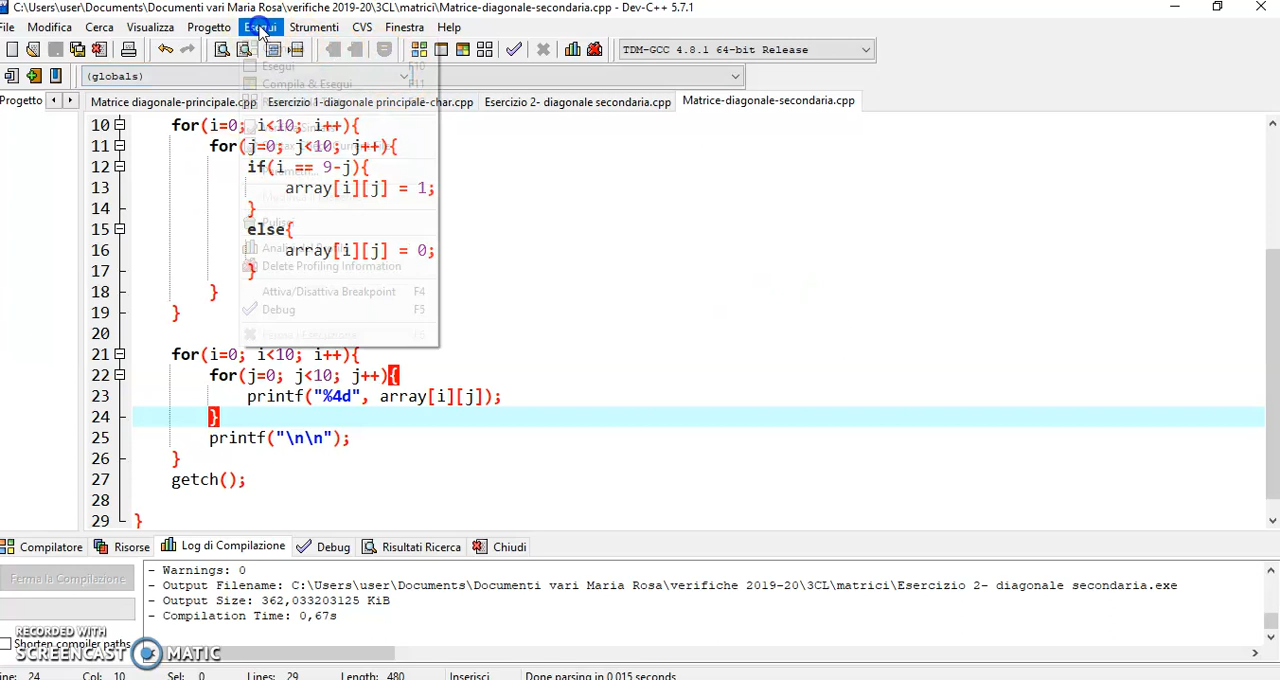 C:\Users\user\Documents\Documenti vari Maria Rosa\verifiche 2019-20\3CL\matrici\Matrice-diagonale-secondaria.cpp - Dev-C++ 5.7.1
File Modifica Cerca Visualizza Progetto Esegui Strumenti CVS Finestra Help
TDM-GCC 4.8.1 64-bit Release
(globals)
Progetto Matrice diagonale-principale.cpp Esercizio 1-diagonale principale-char.cpp Esercizio 2- diagonale secondaria.cpp Matrice-diagonale-secondaria.cpp
Esegui F10
Compila & Esegui F11
Pulisci
Delete Profiling Information
Attiva/Disattiva Breakpoint F4
Debug F5
10 for(i=0; i<10; i++){
11 for(j=0; j<10; j++){
12 if(i == 9-j){
13 array[i][j] = 1;
14 }
15 else{
16 array[i][j] = 0;
17 }
18 }
19 }
20
21 for(i=0; i<10; i++){
22 for(j=0; j<10; j++){
23 printf("%4d", array[i][j]);
24 }
25 printf("\n\n");
26 }
27 getch();
28
29 }
Compilatore Risorse Log di Compilazione Debug Risultati Ricerca Chiudi
Ferma la Compilazione
Shorten compiler paths
- Warnings: 0
- Output Filename: C:\Users\user\Documents\Documenti vari Maria Rosa\verifiche 2019-20\3CL\matrici\Esercizio 2- diagonale secondaria.exe
- Output Size: 362,033203125 KiB
- Compilation Time: 0,67s
RECORDED WITH
SCREENCAST MATIC
Line: 24 Col: 10 Sel: 0 Lines: 29 Length: 480 Inserisci Done parsing in 0.015 seconds